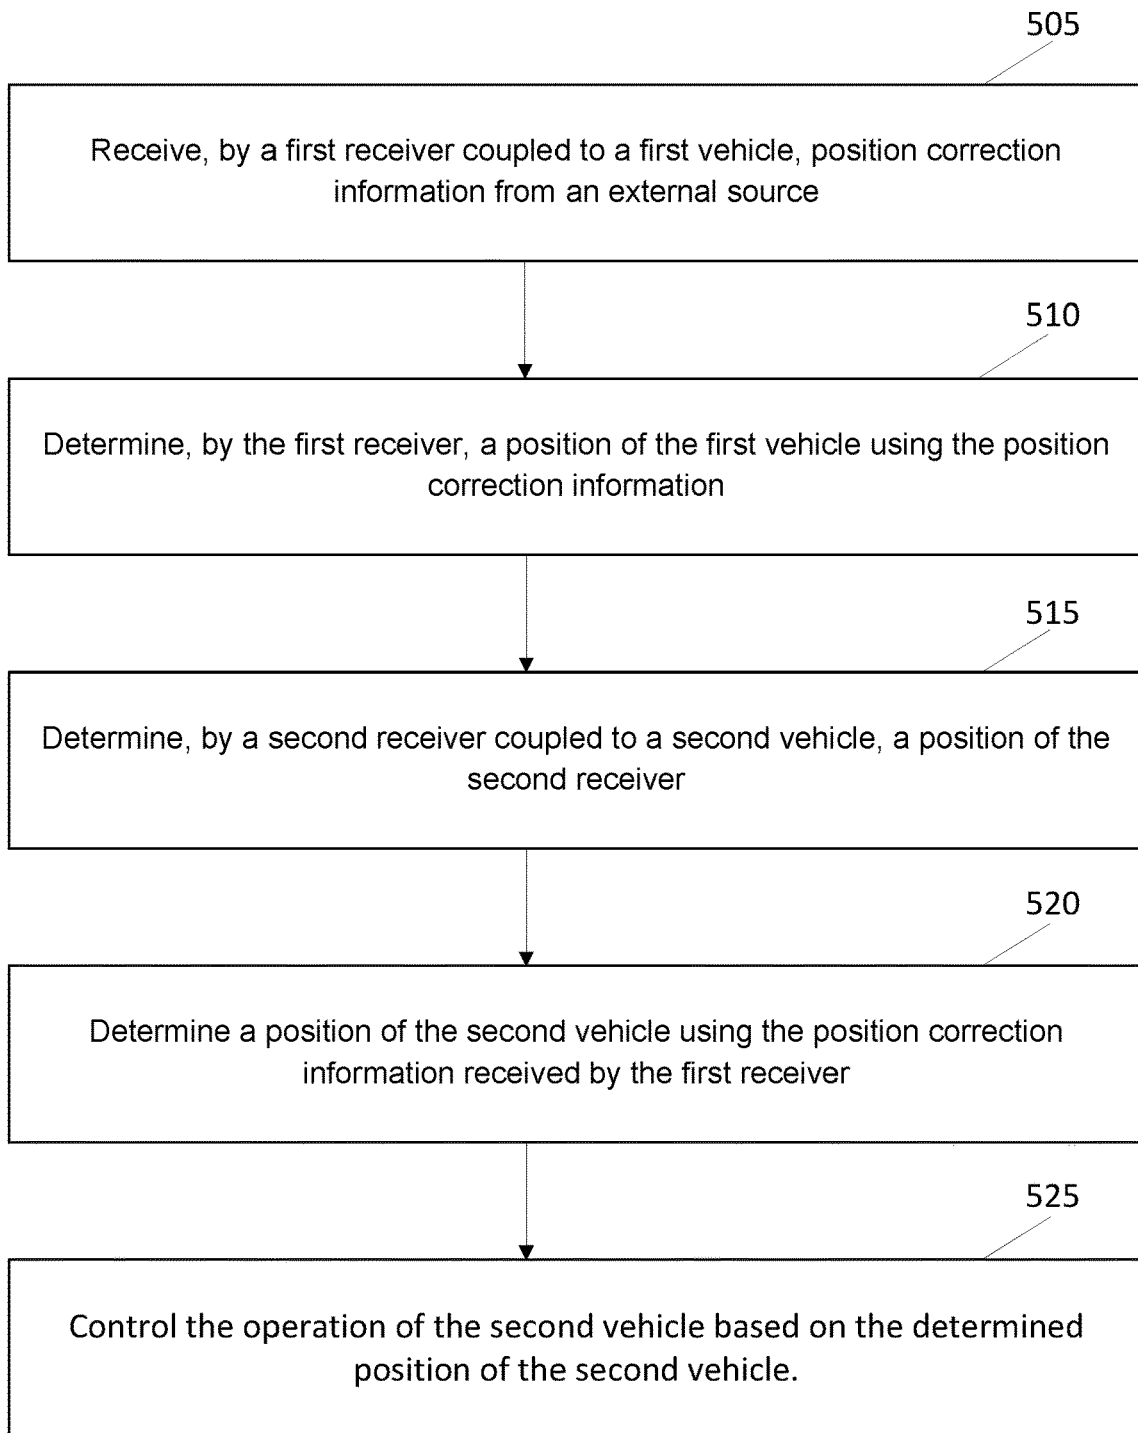 505
Receive, by a first receiver coupled to a first vehicle, position correction
information from an external source
510
Determine, by the first receiver, a position of the first vehicle using the position
correction information
515
Determine, by a second receiver coupled to a second vehicle, a position of the
second receiver
520
Determine a position of the second vehicle using the position correction
information received by the first receiver
525
Control the operation of the second vehicle based on the determined
position of the second vehicle.